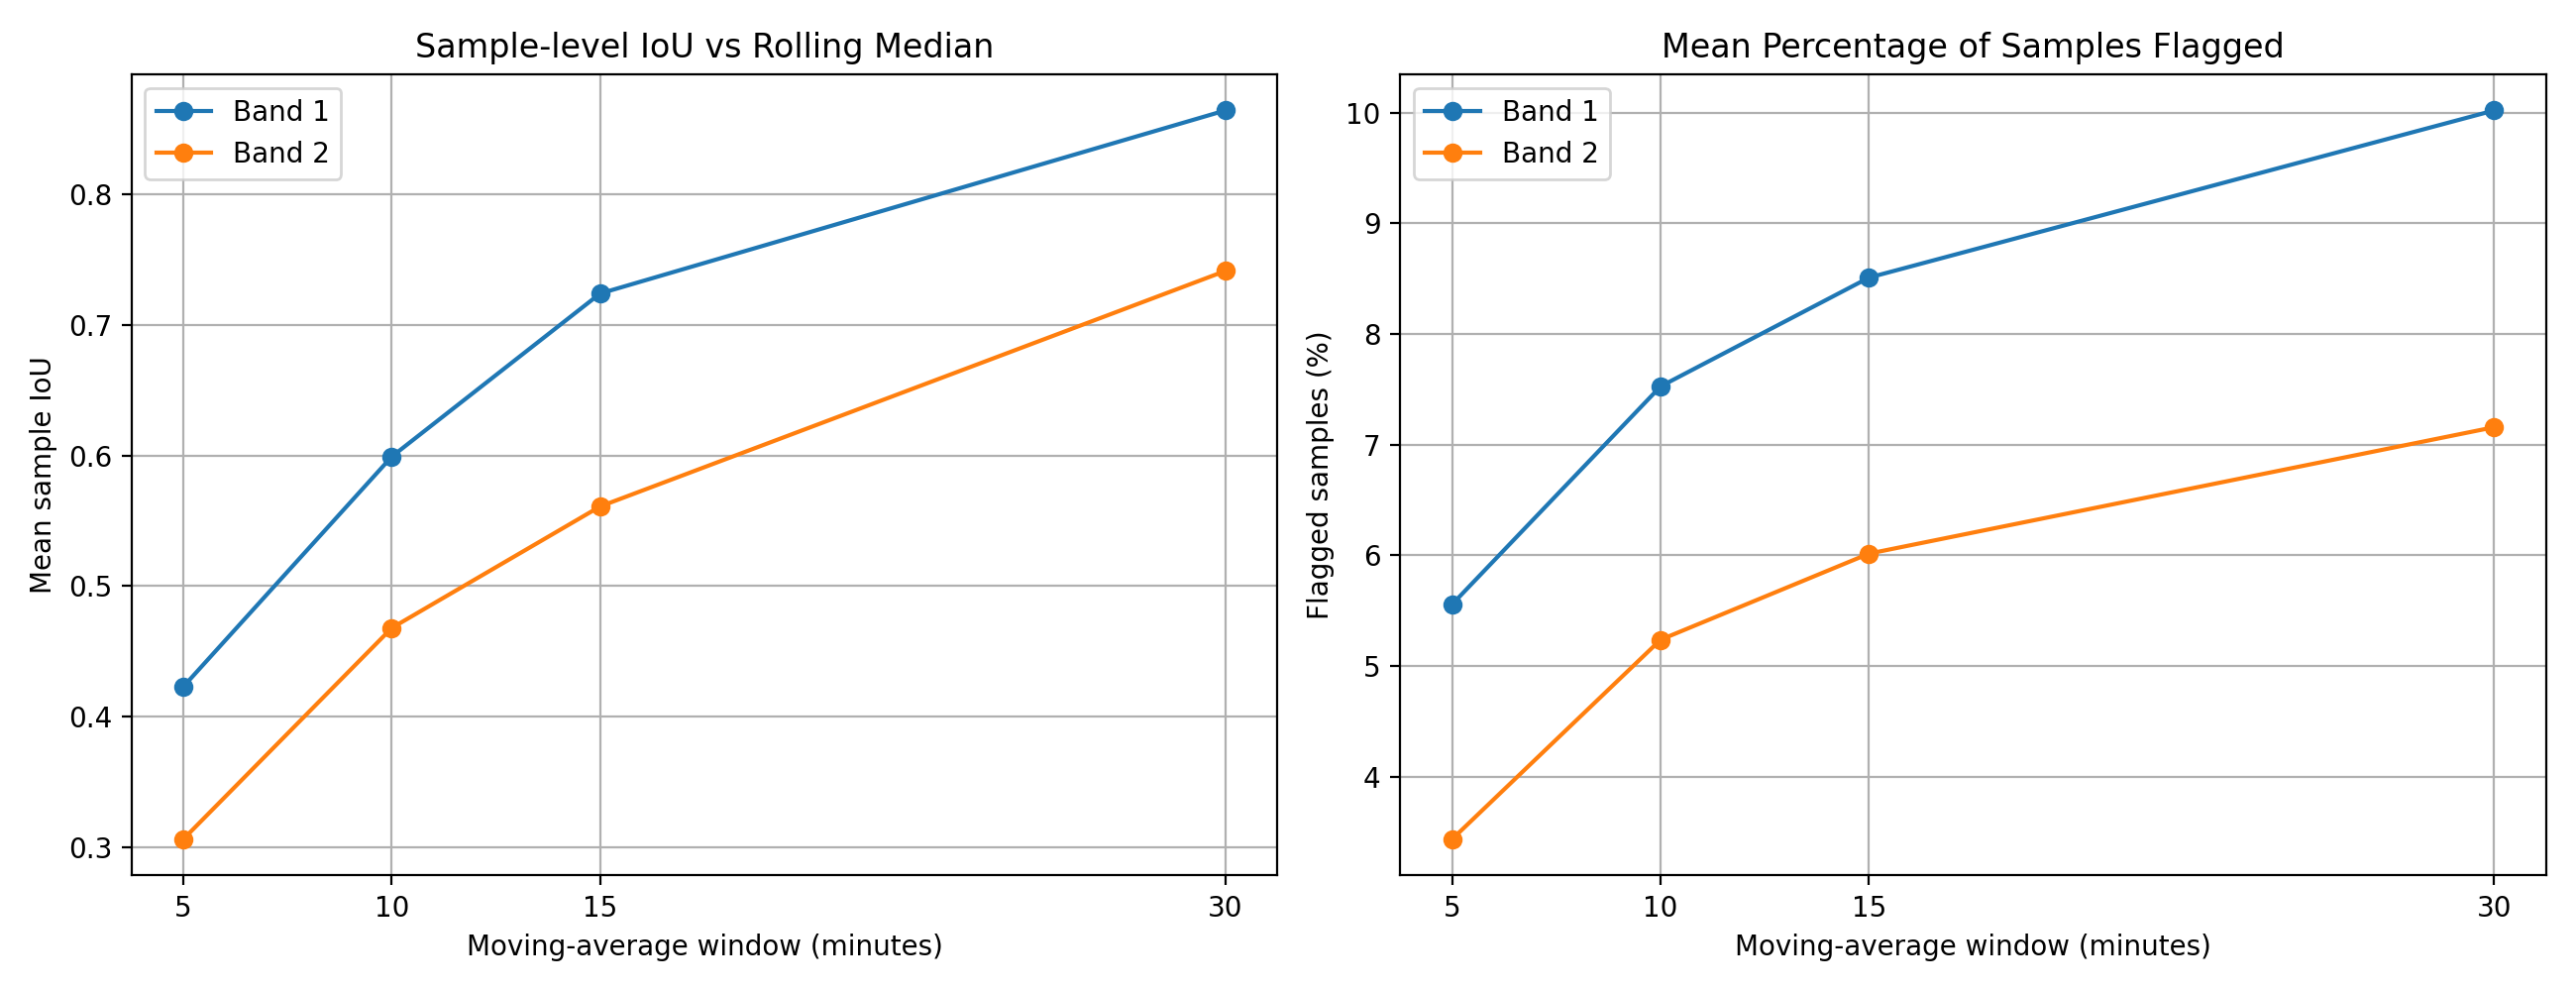 Sample-level IoU vs Rolling Median
Band 1
Band 2
0.8
0.7
0.6
0.5
0.4
0.3
Mean sample IoU
5 10 15 30
Moving-average window (minutes)
Mean Percentage of Samples Flagged
Band 1
Band 2
10
9
8
7
6
5
4
Flagged samples (%)
5 10 15 30
Moving-average window (minutes)